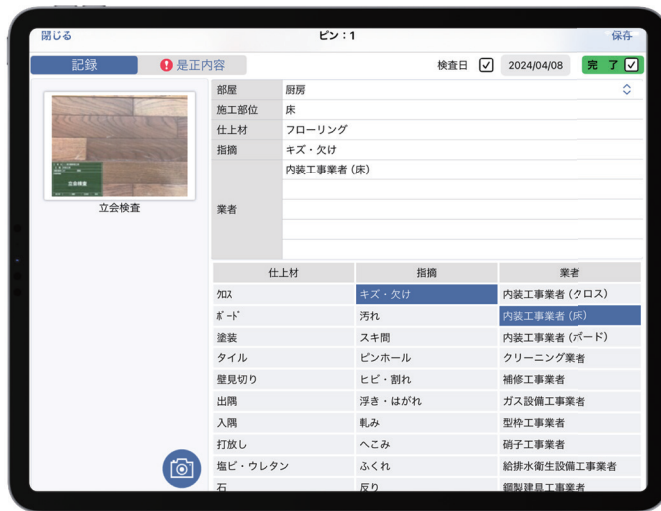 閉じる
ピン：1
保存
記録
是正内容
検査日
2024/04/08
完了
部屋
厨房
施工部位
床
仕上材
フローリング
指摘
キズ・欠け
業者
内装工事業者(床)
立会検査
立会検査
仕上材
指摘
業者
ｸﾛｽ
キズ・欠け
内装工事業者(クロス)
ﾎﾞｰﾄﾞ
汚れ
内装工事業者(床)
塗装
スキ間
内装工事業者(ボード)
タイル
ピンホール
クリーニング業者
壁見切り
ヒビ・割れ
補修工事業者
出隅
浮き・はがれ
ガス設備工事業者
入隅
軋み
型枠工事業者
打放し
へこみ
硝子工事業者
塩ビ・ウレタン
ふくれ
給排水衛生設備工事業者
石
反り
鋼製建具工事業者